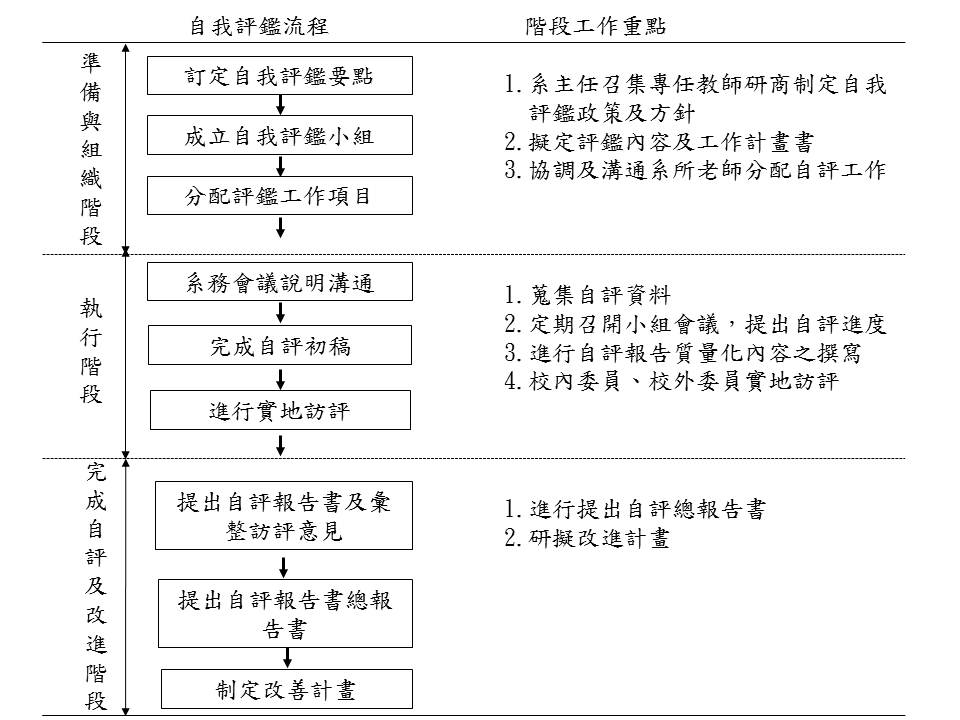 自我評鑑流程
階段工作重點
準備與組織階段
訂定自我評鑑要點
成立自我評鑑小組
分配評鑑工作項目
1. 系主任召集專任教師研商制定自我
評鑑政策及方針
2. 擬定評鑑內容及工作計畫書
3. 協調及溝通系所老師分配自評工作
執行階段
系務會議說明溝通
完成自評初稿
進行實地訪評
1. 蒐集自評資料
2. 定期召開小組會議，提出自評進度
3. 進行自評報告質量化內容之撰寫
4. 校內委員、校外委員實地訪評
完成自評及改進階段
提出自評報告書及彙
整訪評意見
提出自評報告書總報
告書
制定改善計畫
1. 進行提出自評總報告書
2. 研擬改進計畫